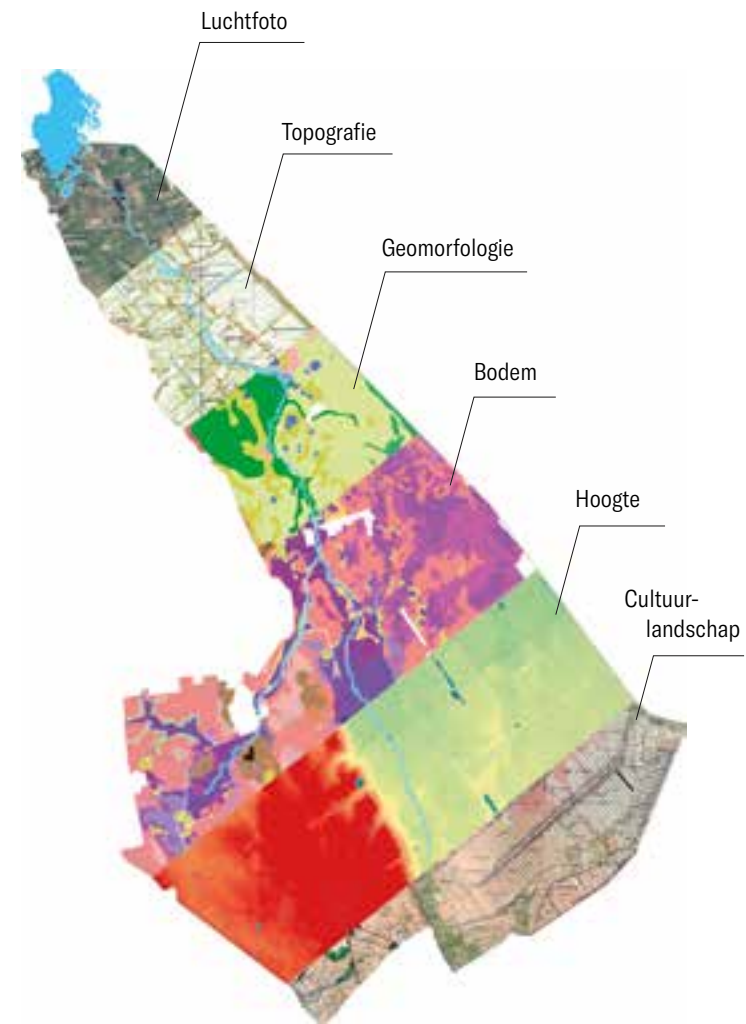 Luchtfoto
Topografie
Geomorfologie
Bodem
Hoogte
Cultuur-
landschap